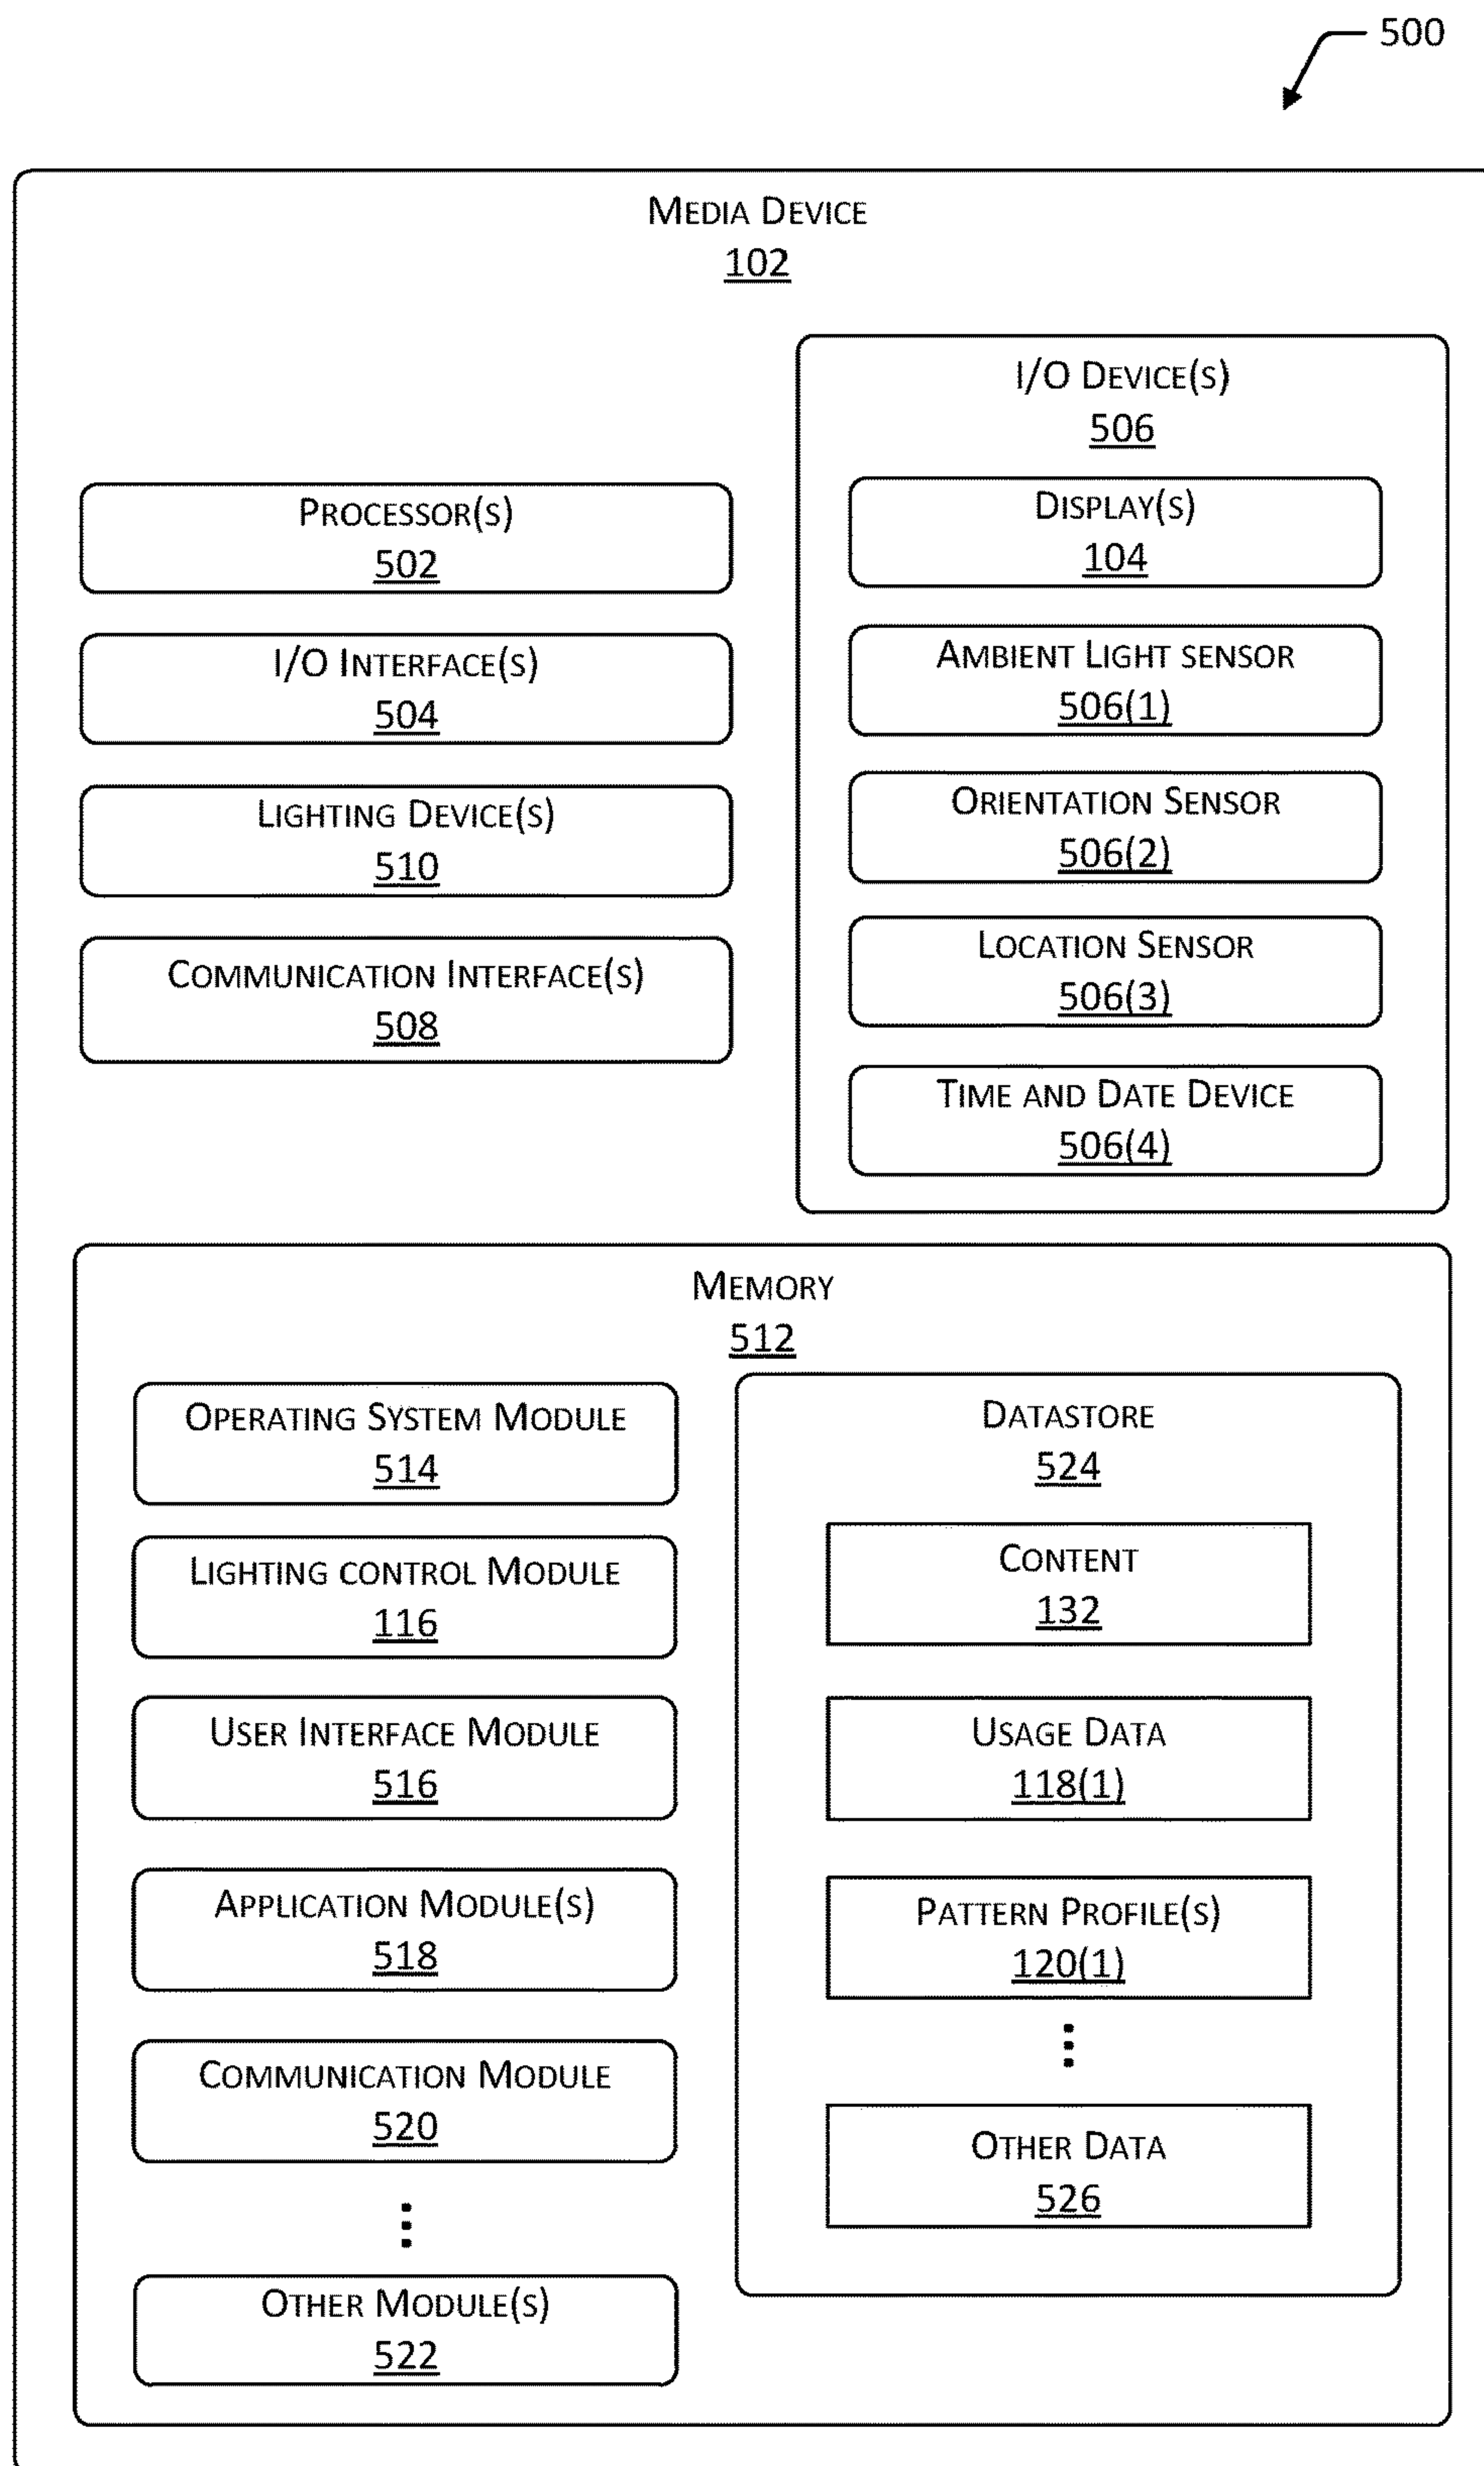 500
MEDIA DEVICE
102
PROCESSOR(S)
502
I/O INTERFACE(S)
504
LIGHTING DEVICE(S)
510
COMMUNICATION INTERFACE(S)
508
I/O DEVICE(S)
506
DISPLAY(S)
104
AMBIENT LIGHT SENSOR
506(1)
ORIENTATION SENSOR
506(2)
LOCATION SENSOR
506(3)
TIME AND DATE DEVICE
506(4)
MEMORY
512
OPERATING SYSTEM MODULE
514
LIGHTING CONTROL MODULE
116
USER INTERFACE MODULE
516
APPLICATION MODULE(S)
518
COMMUNICATION MODULE
520
⋮
OTHER MODULE(S)
522
DATASTORE
524
CONTENT
132
USAGE DATA
118(1)
PATTERN PROFILE(S)
120(1)
⋮
OTHER DATA
526